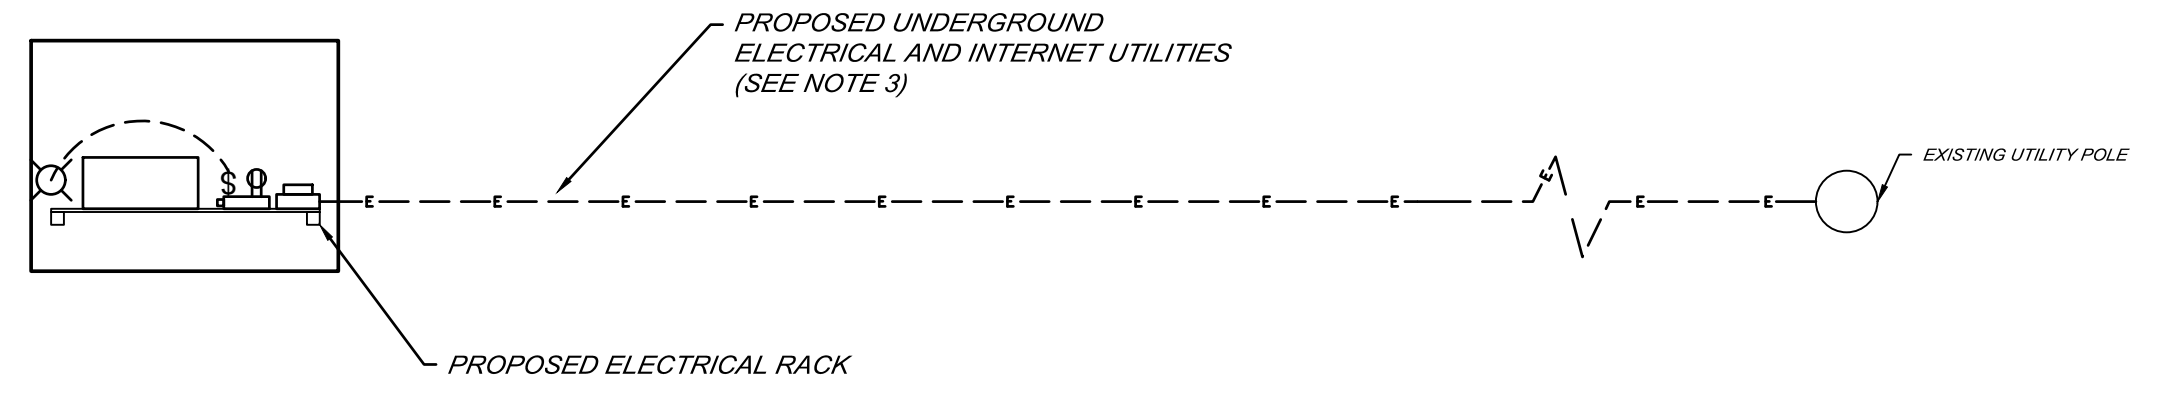 PROPOSED UNDERGROUND
ELECTRICAL AND INTERNET UTILITIES
(SEE NOTE 3)
EXISTING UTILITY POLE
$
E E E E E E E E E E E E
PROPOSED ELECTRICAL RACK